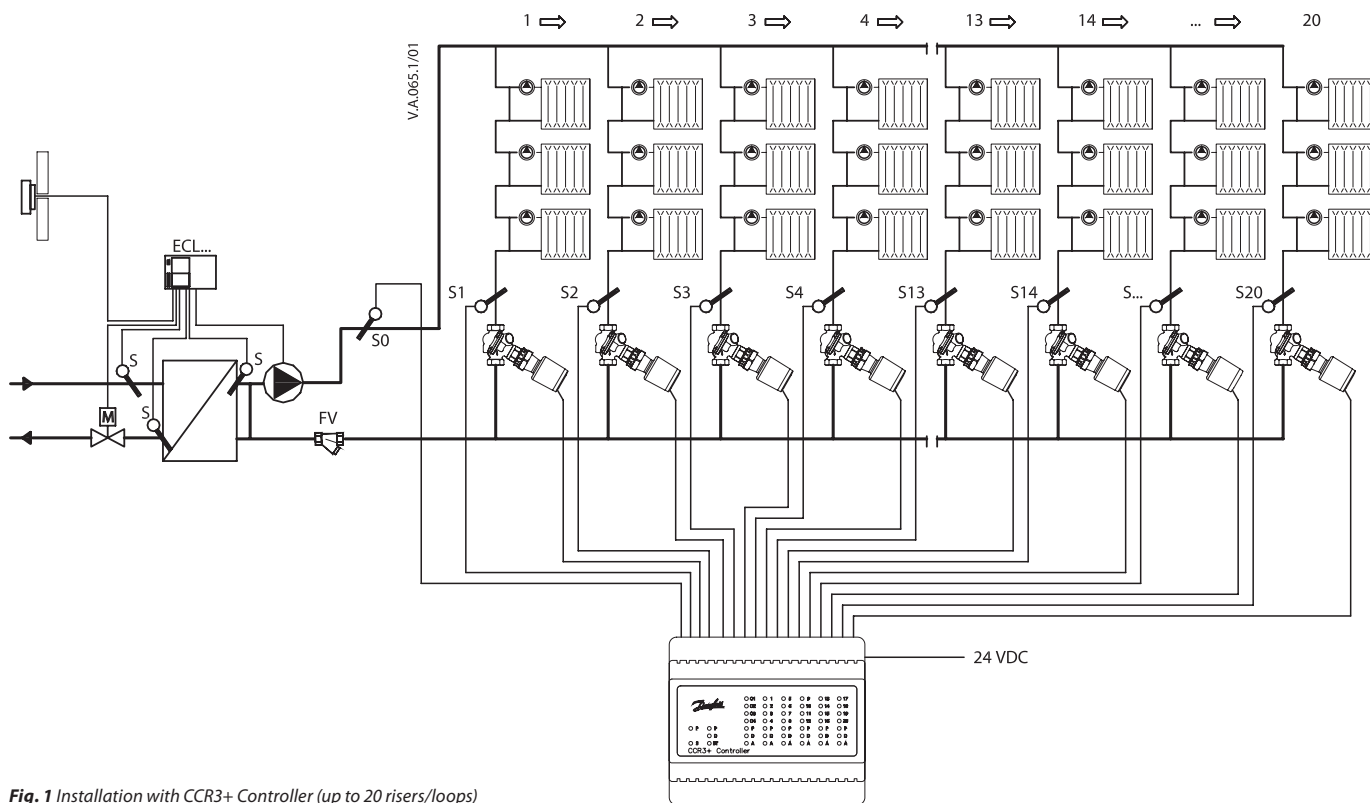 1 2 3 4 13 14 ... 20
V.A.065.1/01
ECL...
S1 S2 S3 S4 S13 S14 S... S20
S0
S S
M
S
FV
24 VDC
Danfoss
P P
D
CCR3+ Controller
Fig. 1 Installation with CCR3+ Controller (up to 20 risers/loops)